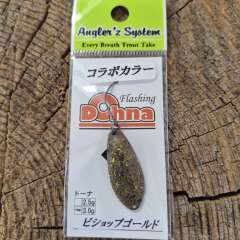 Angler'z System
Every Breath Trout Take
コラボカラー
Flashing
Dohna
ドーナ
2.5g
2.0g
ビショップゴールド